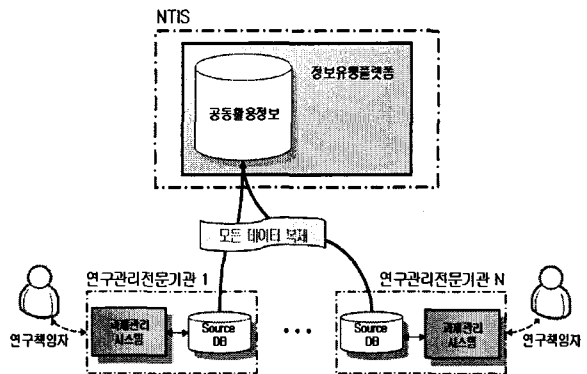 NTIS
정보유통플랫폼
공동활용정보
모든 데이터 복제
연구관리전문기관 1
연구관리전문기관 N
과제관리
시스템
Source
DB
• • •
Source
DB
과제관리
시스템
연구책임자
연구책임자